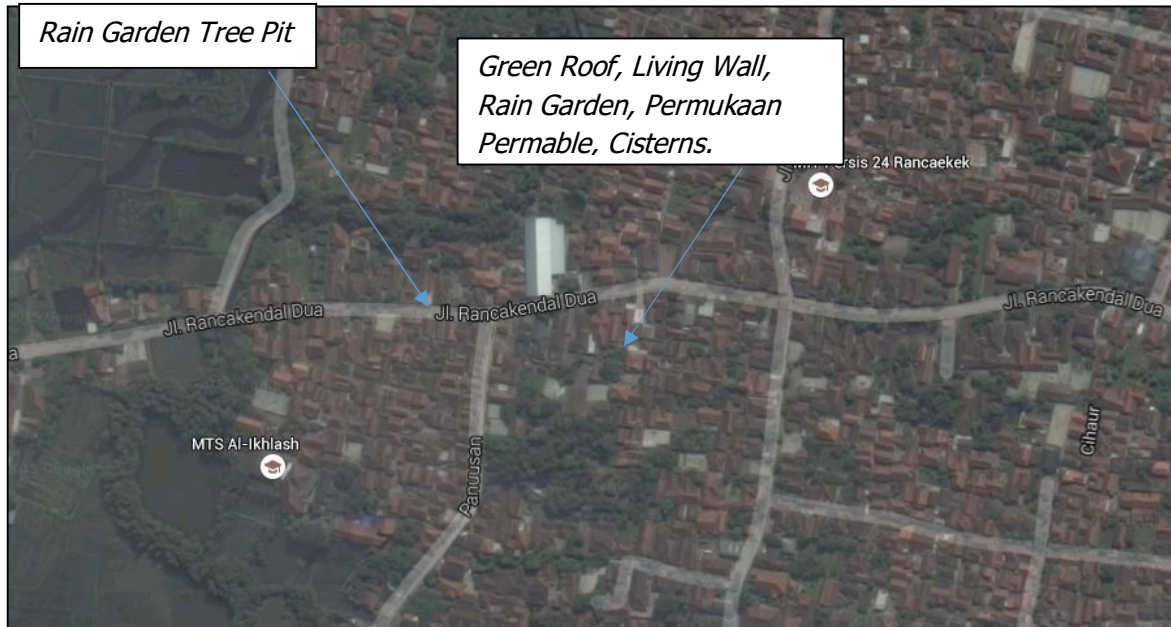 Rain Garden Tree Pit
Green Roof, Living Wall,
Rain Garden, Permukaan
Permable, Cisterns.
Persis 24 Rancaekek
Jl. Rancakendal Dua
Jl. Rancakendal Dua
Jl. Rancakendal Dua
a
MTS Al-Ikhlash
Panuusan
Cihaur